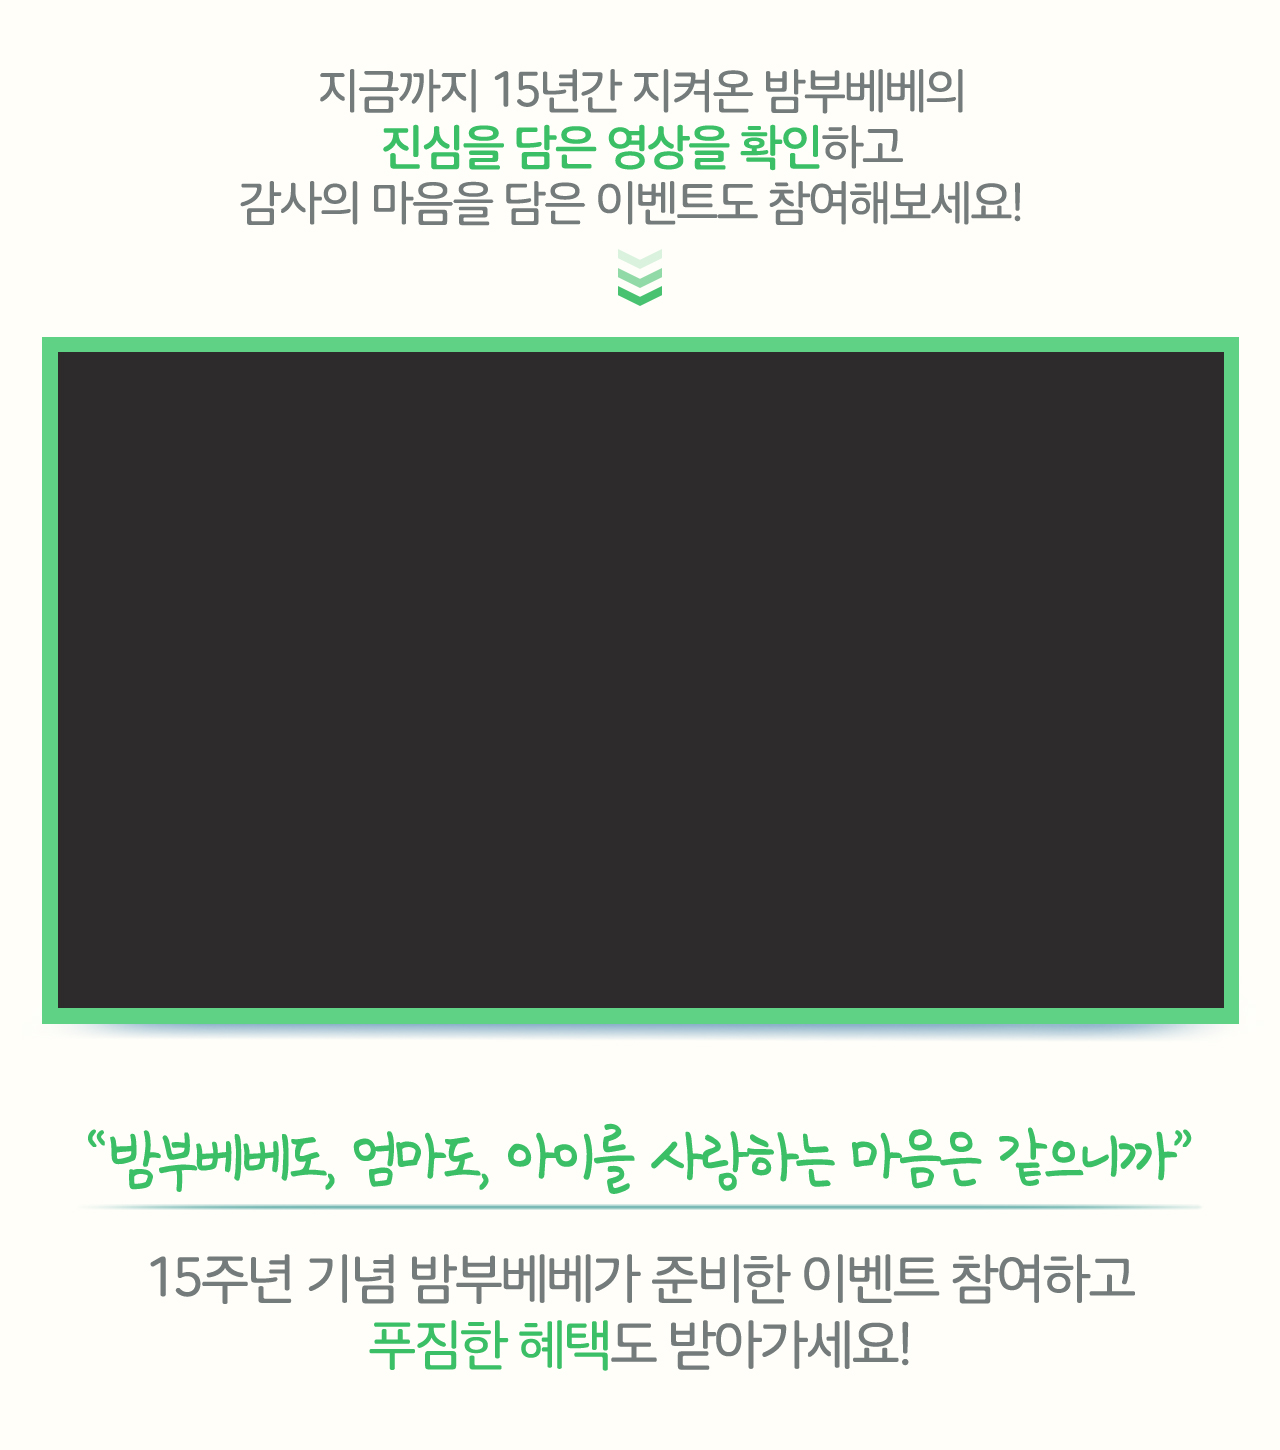 지금까지 15년간 지켜온 밤부베베의
진심을 담은 영상을 확인하고
감사의 마음을 담은 이벤트도 참여해보세요!
“밤부베베도, 엄마도, 아이를 사랑하는 마음은 같으니까”
15주년 기념 밤부베베가 준비한 이벤트 참여하고
푸짐한 혜택도 받아가세요!